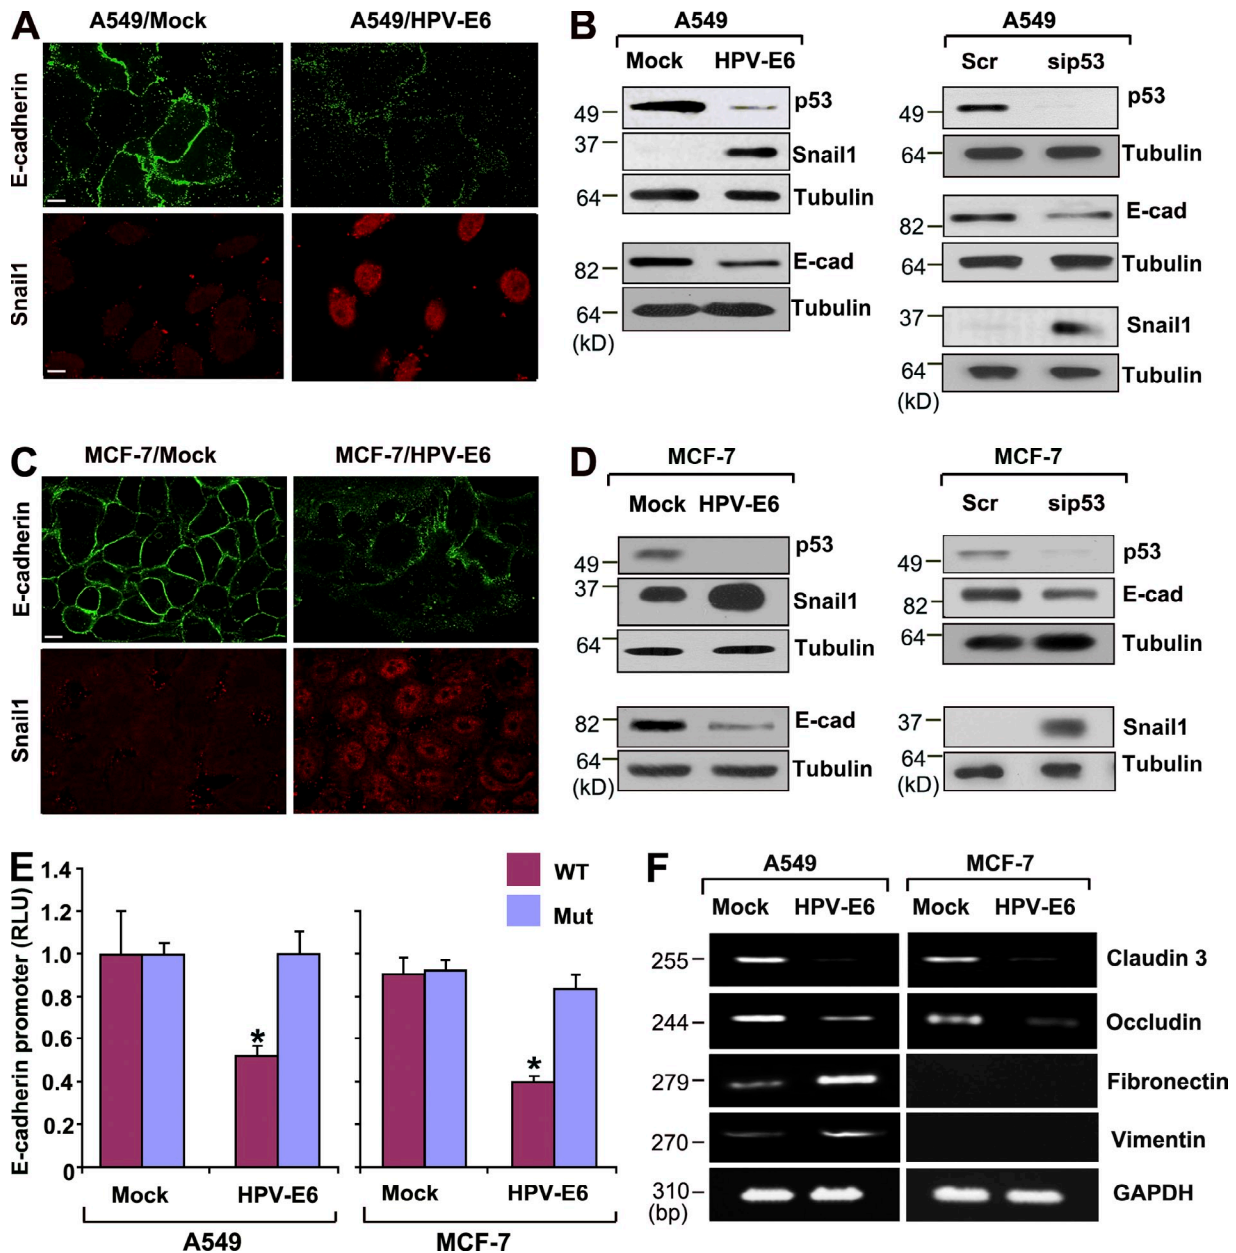 A
A549/Mock
A549/HPV-E6
E-cadherin
Snail1
B
A549
Mock HPV-E6
49
p53
37
Snail1
64
Tubulin
82
E-cad
64
Tubulin
(kD)
A549
Scr sip53
49
p53
64
Tubulin
82
E-cad
64
Tubulin
37
Snail1
64
Tubulin
(kD)
C
MCF-7/Mock
MCF-7/HPV-E6
E-cadherin
Snail1
D
MCF-7
Mock HPV-E6
49
p53
37
Snail1
64
Tubulin
82
E-cad
64
Tubulin
(kD)
MCF-7
Scr sip53
49
p53
82
E-cad
64
Tubulin
37
Snail1
64
Tubulin
(kD)
E
E-cadherin promoter (RLU)
1.4
1.2
1.0
0.8
0.6
0.4
0.2
0
WT
Mut
*
*
Mock HPV-E6 Mock HPV-E6
A549 MCF-7
F
A549 MCF-7
Mock HPV-E6 Mock HPV-E6
255 Claudin 3
244 Occludin
279 Fibronectin
270 Vimentin
310 GAPDH
(bp)